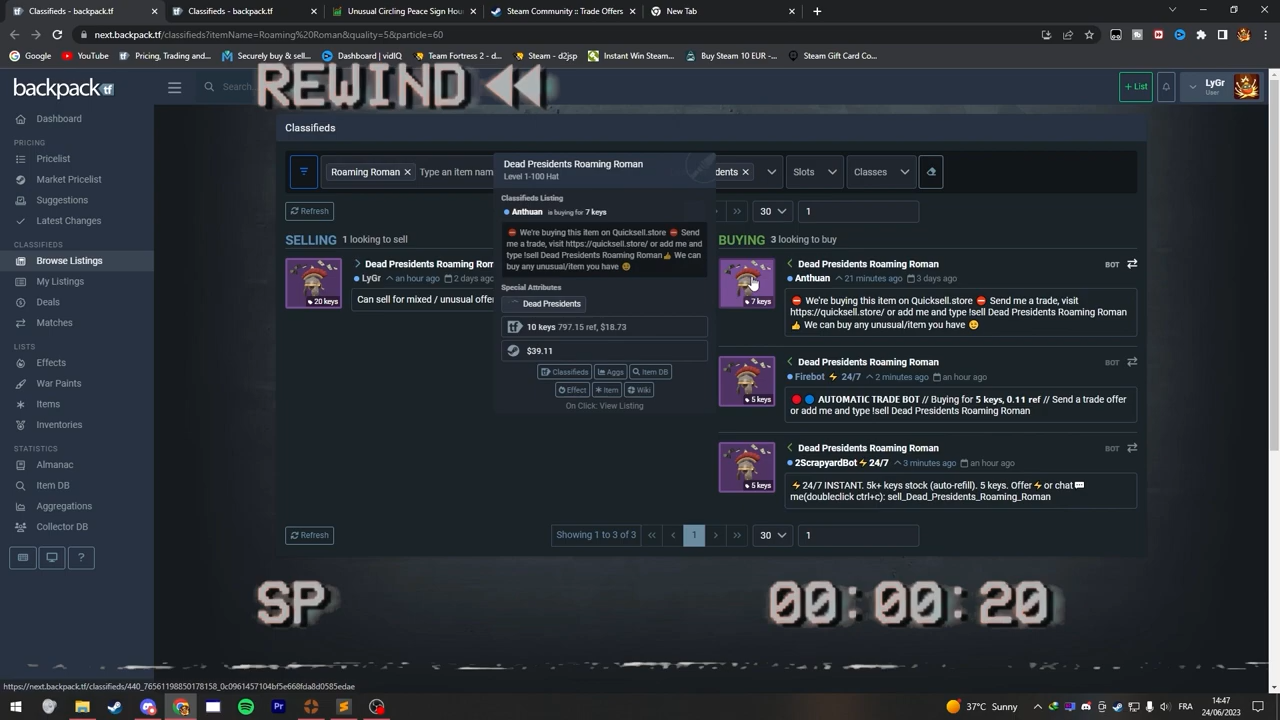 Classifieds
Classifieds
Unusual Circling Peace Sign Hour
Steam Community :: Trade Offers
New Tab
next.backpack.tf/classifieds?itemName=Roaming%20Roman&quality=5&particle=60
Google
Pricing, Trading and...
My videos - d2jsp
Dashboard | vidIQ
Team Fortress 2 -...
Steam - d2jsp
Instant Win Steam...
Buy Steam 10 EUR -...
Steam Gift Card Co...
REWIND
backpack.tf
Search...
+ List
LyGr
User
Dashboard
PRICING
Pricelist
Market Pricelist
Suggestions
Latest Changes
CLASSIFIEDS
Browse Listings
My Listings
Deals
Matches
LISTS
Effects
War Paints
Items
Inventories
STATISTICS
Almanac
Item DB
Aggregations
Collector DB
?
Classifieds
Roaming Roman ×
Type an item nam
dents ×
Slots
Classes
Refresh
»
30
1
SELLING 1 looking to sell
Dead Presidents Roaming Rom
LyGr
an hour ago
2 days ago
Can sell for mixed / unusual offe
20 keys
Dead Presidents Roaming Roman
Level 1-100 Hat
Classifieds Listing
Anthuan is buying for 7 keys
We're buying this item on Quicksell.store Send
me a trade, visit https://quicksell.store/ or add me and
type !sell Dead Presidents Roaming Roman We can
buy any unusual/item you have
Special Attributes
Dead Presidents
10 keys 797.15 ref, $18.73
$39.11
Classifieds
Aggs
Item DB
Effect
Item
Wiki
On Click: View Listing
BUYING 3 looking to buy
Dead Presidents Roaming Roman
BOT
Anthuan
21 minutes ago
3 days ago
We're buying this item on Quicksell.store Send me a trade, visit
https://quicksell.store/ or add me and type !sell Dead Presidents Roaming Roman
We can buy any unusual/item you have
7 keys
Dead Presidents Roaming Roman
BOT
Firebot ⚡ 24/7
2 minutes ago
an hour ago
AUTOMATIC TRADE BOT // Buying for 5 keys, 0.11 ref // Send a trade offer
or add me and type !sell Dead Presidents Roaming Roman
5 keys
Dead Presidents Roaming Roman
BOT
2ScrapyardBot ⚡ 24/7
3 minutes ago
an hour ago
⚡ 24/7 INSTANT. 5k+ keys stock (auto-refill). 5 keys. Offer ⚡ or chat
me(doubleclick ctrl+c): sell_Dead_Presidents_Roaming_Roman
5 keys
Refresh
Showing 1 to 3 of 3
«
‹
1
›
»
30
1
SP
00:00:20
https://next.backpack.tf/classifieds/440_76561198850178158_0c0961457104bf5e668fda8d0585edae
37°C Sunny
FRA
14:47
24/06/2023